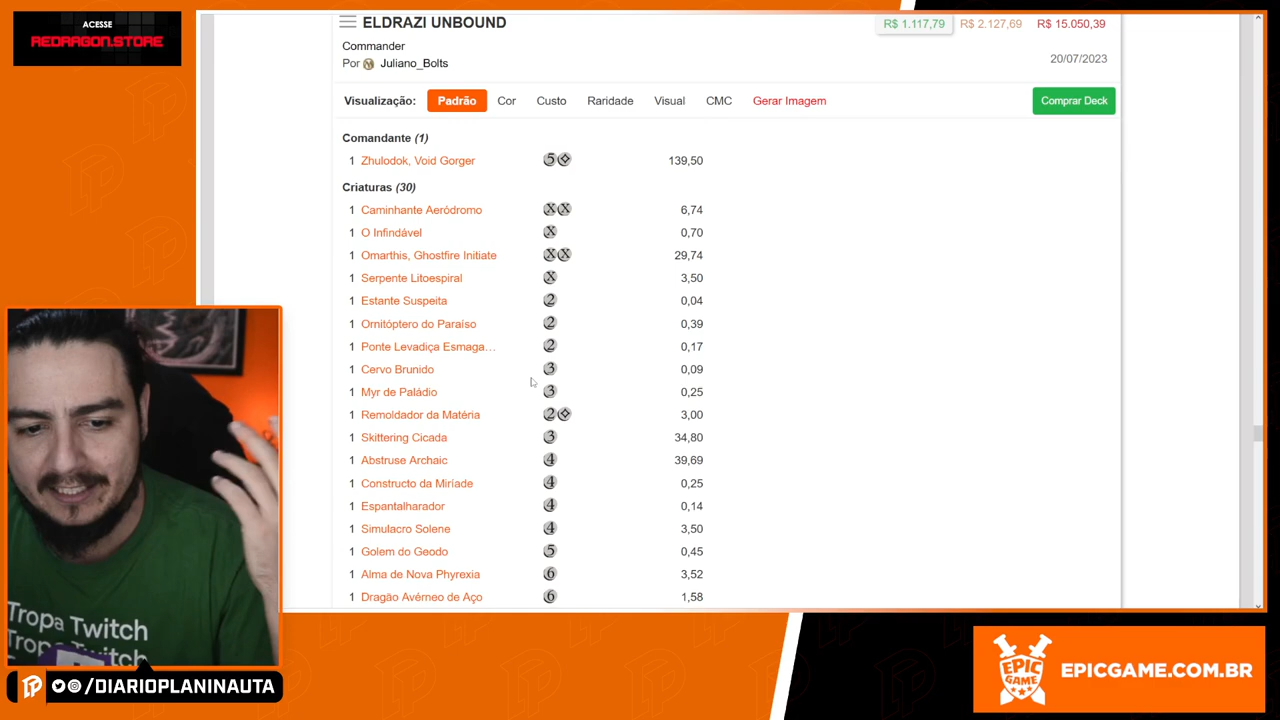 ACESSE
REDRAGON.STORE
ELDRAZI UNBOUND
R$ 1.117,79 R$ 2.127,69 R$ 15.050,39
Commander
Por Juliano_Bolts
20/07/2023
Visualização: Padrão Cor Custo Raridade Visual CMC Gerar Imagem Comprar Deck
Comandante (1)
1 Zhulodok, Void Gorger 5 139,50
Criaturas (30)
1 Caminhante Aeródromo X X 6,74
1 O Infindável X 0,70
1 Omarthis, Ghostfire Initiate X X 29,74
1 Serpente Litoespiral X 3,50
1 Estante Suspeita 2 0,04
1 Ornitóptero do Paraíso 2 0,39
1 Ponte Levadiça Esmaga... 2 0,17
1 Cervo Brunido 3 0,09
1 Myr de Paládio 3 0,25
1 Remoldador da Matéria 2 3,00
1 Skittering Cicada 3 34,80
1 Abstruse Archaic 4 39,69
1 Constructo da Miríade 4 0,25
1 Espantalharador 4 0,14
1 Simulacro Solene 4 3,50
1 Golem do Geodo 5 0,45
1 Alma de Nova Phyrexia 6 3,52
1 Dragão Avérneo de Aço 6 1,58
Tropa Twitch
Tropa Twitch
/DIARIOPLANINAUTA
EPIC
GAME
EPICGAME.COM.BR